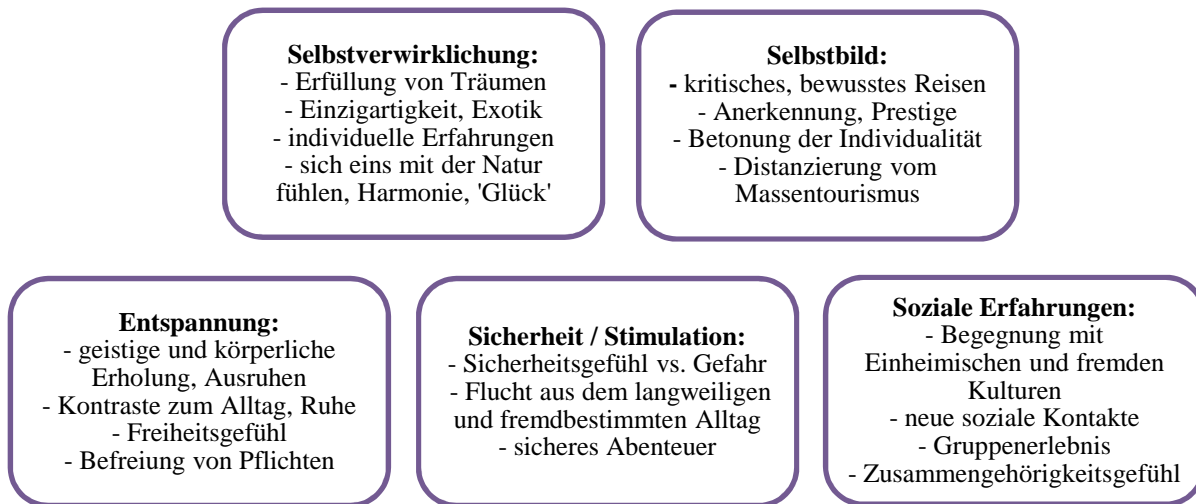 Selbstverwirklichung:
- Erfüllung von Träumen
- Einzigartigkeit, Exotik
- individuelle Erfahrungen
- sich eins mit der Natur
fühlen, Harmonie, 'Glück'
Selbstbild:
- kritisches, bewusstes Reisen
- Anerkennung, Prestige
- Betonung der Individualität
- Distanzierung vom
Massentourismus
Entspannung:
- geistige und körperliche
Erholung, Ausruhen
- Kontraste zum Alltag, Ruhe
- Freiheitsgefühl
- Befreiung von Pflichten
Sicherheit / Stimulation:
- Sicherheitsgefühl vs. Gefahr
- Flucht aus dem langweiligen
und fremdbestimmten Alltag
- sicheres Abenteuer
Soziale Erfahrungen:
- Begegnung mit
Einheimischen und fremden
Kulturen
- neue soziale Kontakte
- Gruppenerlebnis
- Zusammengehörigkeitsgefühl